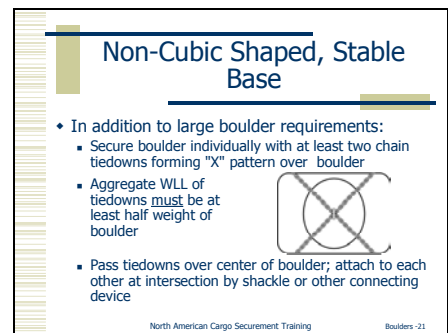 Non-Cubic Shaped, Stable
Base
In addition to large boulder requirements:
Secure boulder individually with at least two chain
tiedowns forming "X" pattern over boulder
Aggregate WLL of
tiedowns must be at
least half weight of
boulder
Pass tiedowns over center of boulder; attach to each
other at intersection by shackle or other connecting
device
North American Cargo Securement Training
Boulders -21